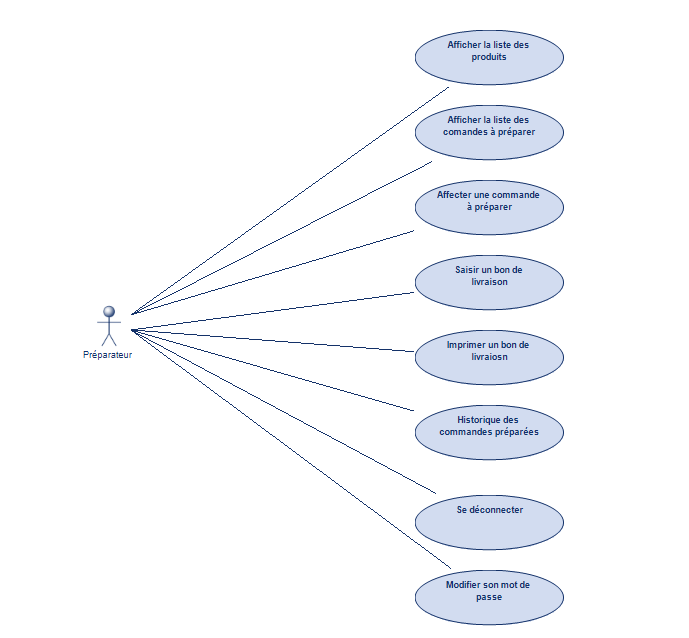 Afficher la liste des
produits
Afficher la liste des
comandes à préparer
Affecter une commande
à préparer
Saisir un bon de
livraison
Imprimer un bon de
livraiosn
Préparateur
Historique des
commandes préparées
Se déconnecter
Modifier son mot de
passe